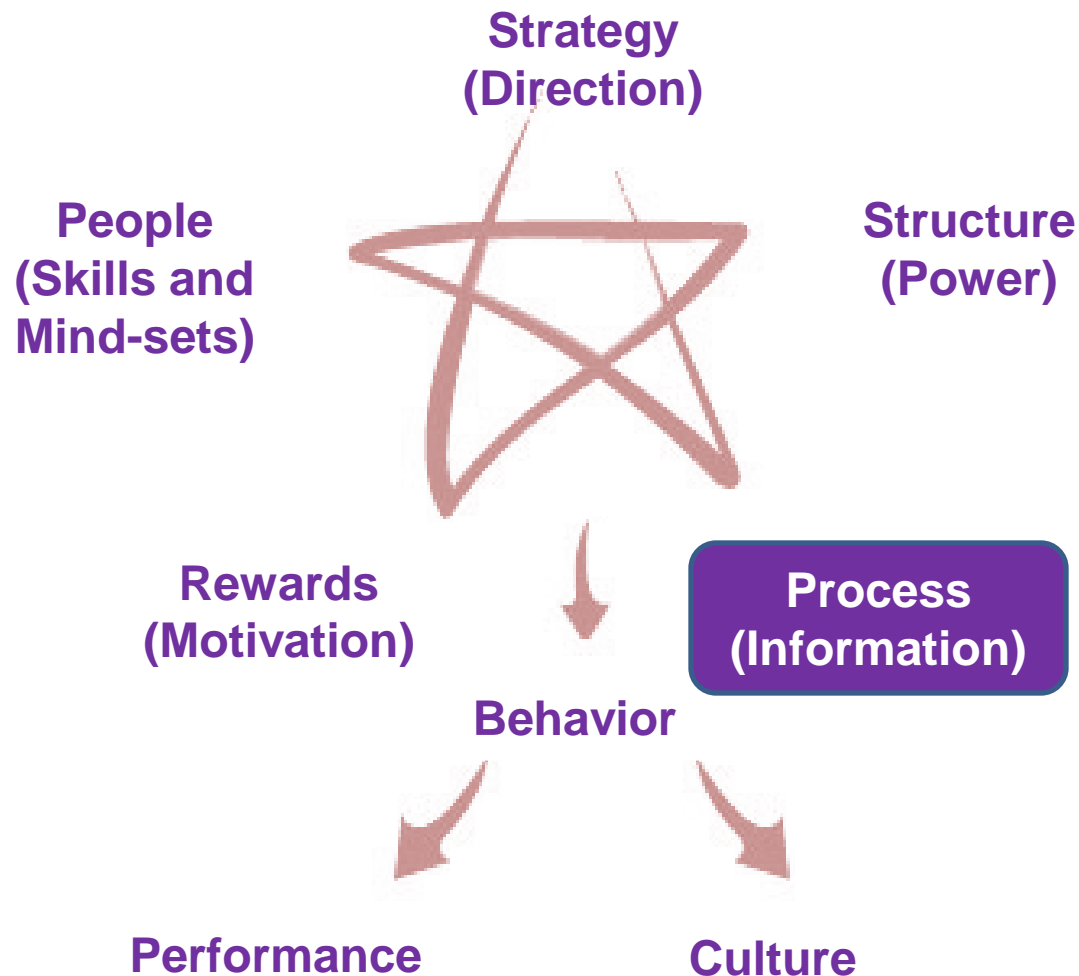 Strategy
(Direction)
People
(Skills and
Mind-sets)
Structure
(Power)
Rewards
(Motivation)
Process
(Information)
Behavior
Performance
Culture